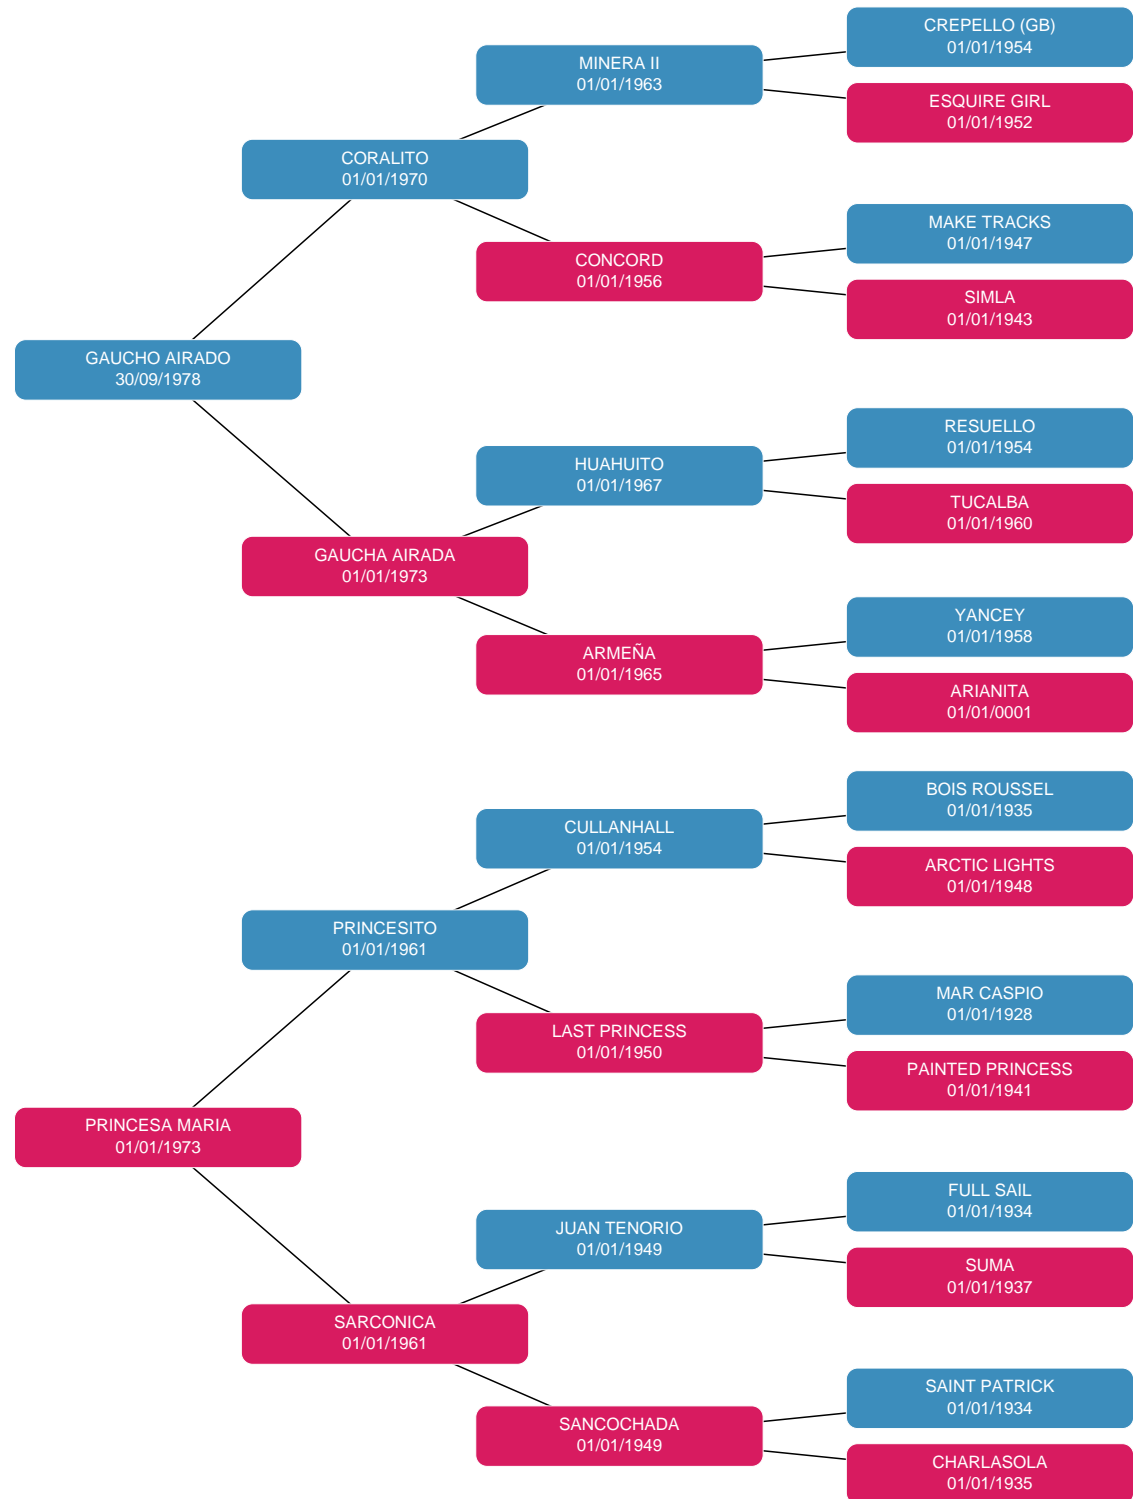 CREPELLO (GB)
01/01/1954
MINERA II
01/01/1963
ESQUIRE GIRL
01/01/1952
CORALITO
01/01/1970
MAKE TRACKS
01/01/1947
CONCORD
01/01/1956
SIMLA
01/01/1943
GAUCHO AIRADO
30/09/1978
RESUELLO
01/01/1954
HUAHUITO
01/01/1967
TUCALBA
01/01/1960
GAUCHA AIRADA
01/01/1973
YANCEY
01/01/1958
ARMEÑA
01/01/1965
ARIANITA
01/01/0001
BOIS ROUSSEL
01/01/1935
CULLANHALL
01/01/1954
ARCTIC LIGHTS
01/01/1948
PRINCESITO
01/01/1961
MAR CASPIO
01/01/1928
LAST PRINCESS
01/01/1950
PAINTED PRINCESS
01/01/1941
PRINCESA MARIA
01/01/1973
FULL SAIL
01/01/1934
JUAN TENORIO
01/01/1949
SUMA
01/01/1937
SARCONICA
01/01/1961
SAINT PATRICK
01/01/1934
SANCOCHADA
01/01/1949
CHARLASOLA
01/01/1935